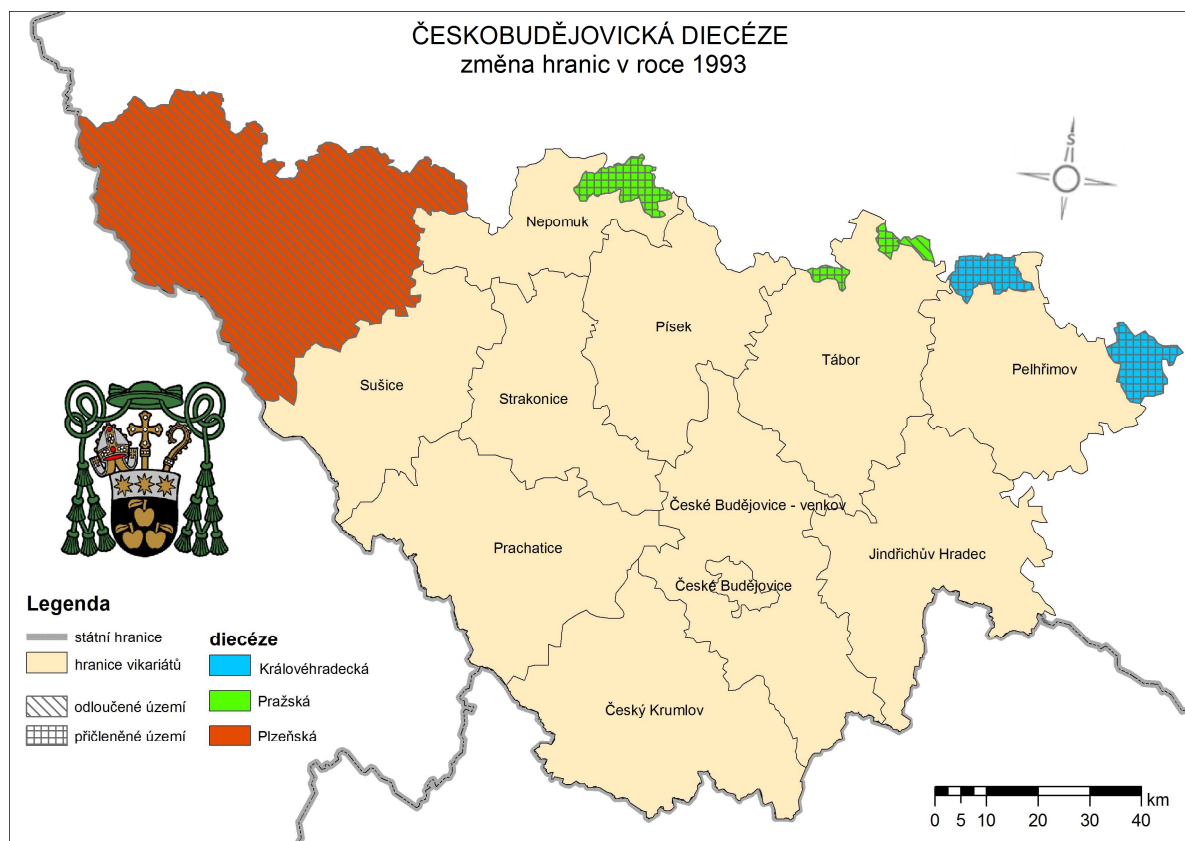 ČESKOBUDĚJOVICKÁ DIECÉZE
změna hranic v roce 1993
Š
Nepomuk
Písek
Tábor
Pelhřimov
Sušice
Strakonice
České Budějovice - venkov
Prachatice
Jindřichův Hradec
České Budějovice
Český Krumlov
Legenda
státní hranice
hranice vikariátů
odloučené území
přičleněné území
diecéze
Královéhradecká
Pražská
Plzeňská
km
0 5 10 20 30 40